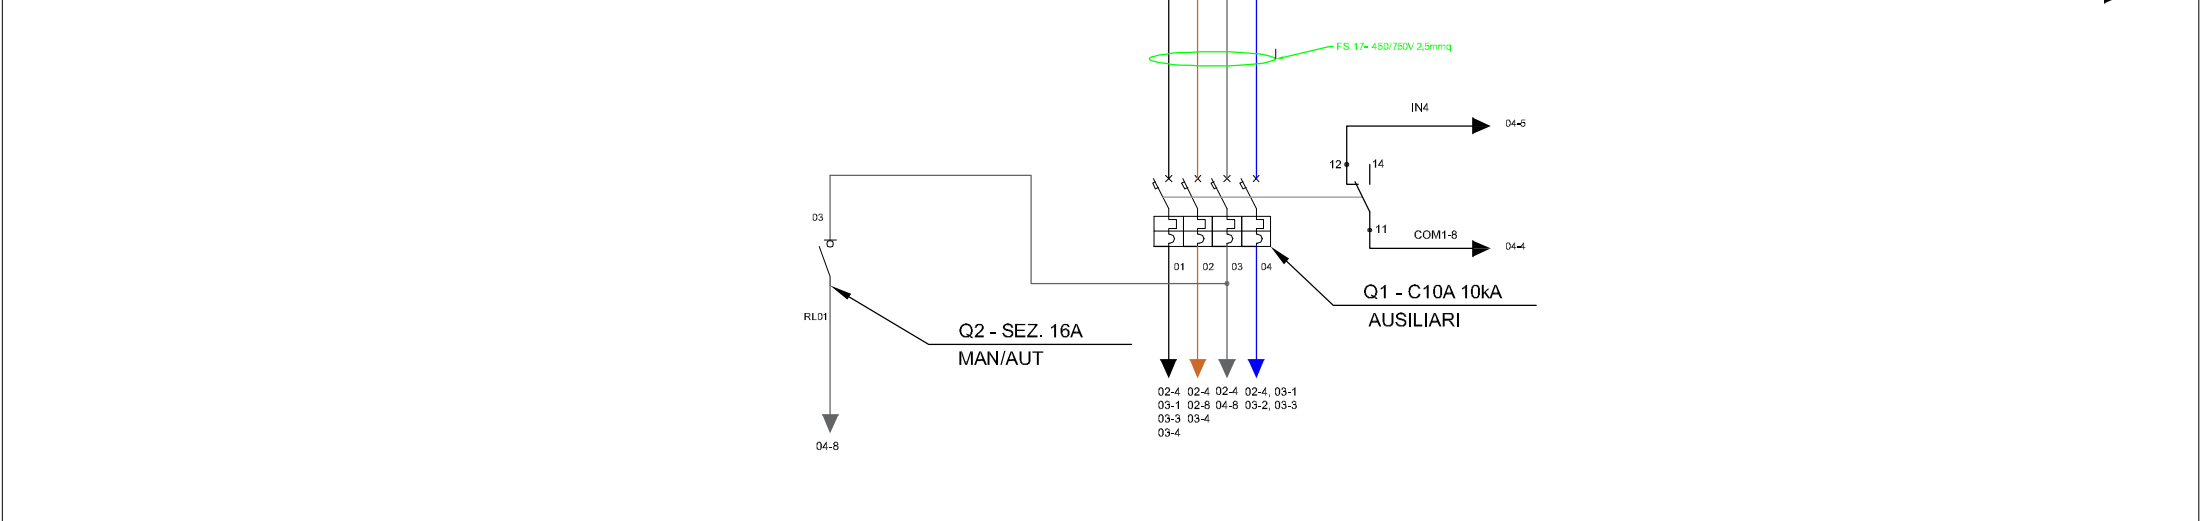 FS 17- 450/750V 2,5mmq
IN4
04-5
12
14
03
11
COM1-8
04-4
01
02
03
04
Q1 - C10A 10kA
AUSILIARI
RL01
Q2 - SEZ. 16A
MAN/AUT
02-4 02-4 02-4 02-4, 03-1
03-1 02-8 04-8 03-2, 03-3
03-3 03-4
03-4
04-8